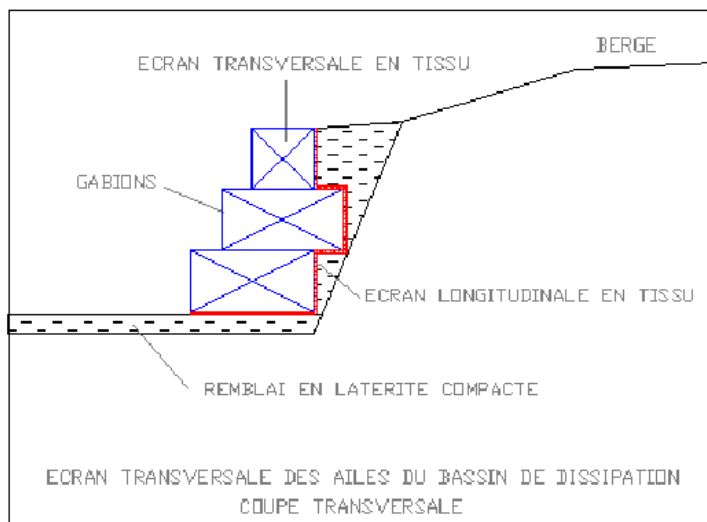 BERGE
ECRAN TRANSVERSALE EN TISSU
GABIONS
ECRAN LONGITUDINALE EN TISSU
REMBLAI EN LATERITE COMPACTE
ECRAN TRANSVERSALE DES AILES DU BASSIN DE DISSIPATION
COUPE TRANSVERSALE